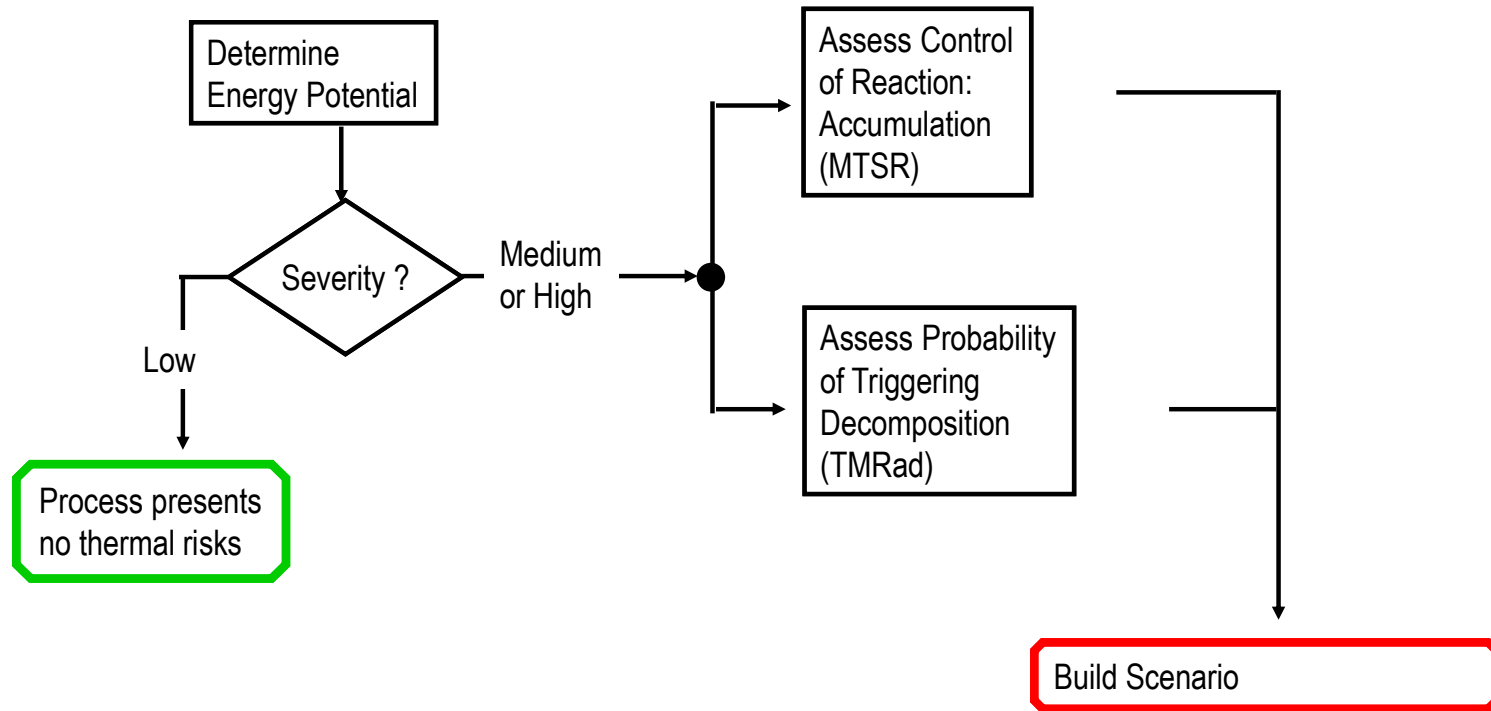 Determine
Energy Potential
Severity ?
Low
Process presents
no thermal risks
Medium
or High
Assess Control
of Reaction:
Accumulation
(MTSR)
Assess Probability
of Triggering
Decomposition
(TMRad)
Build Scenario